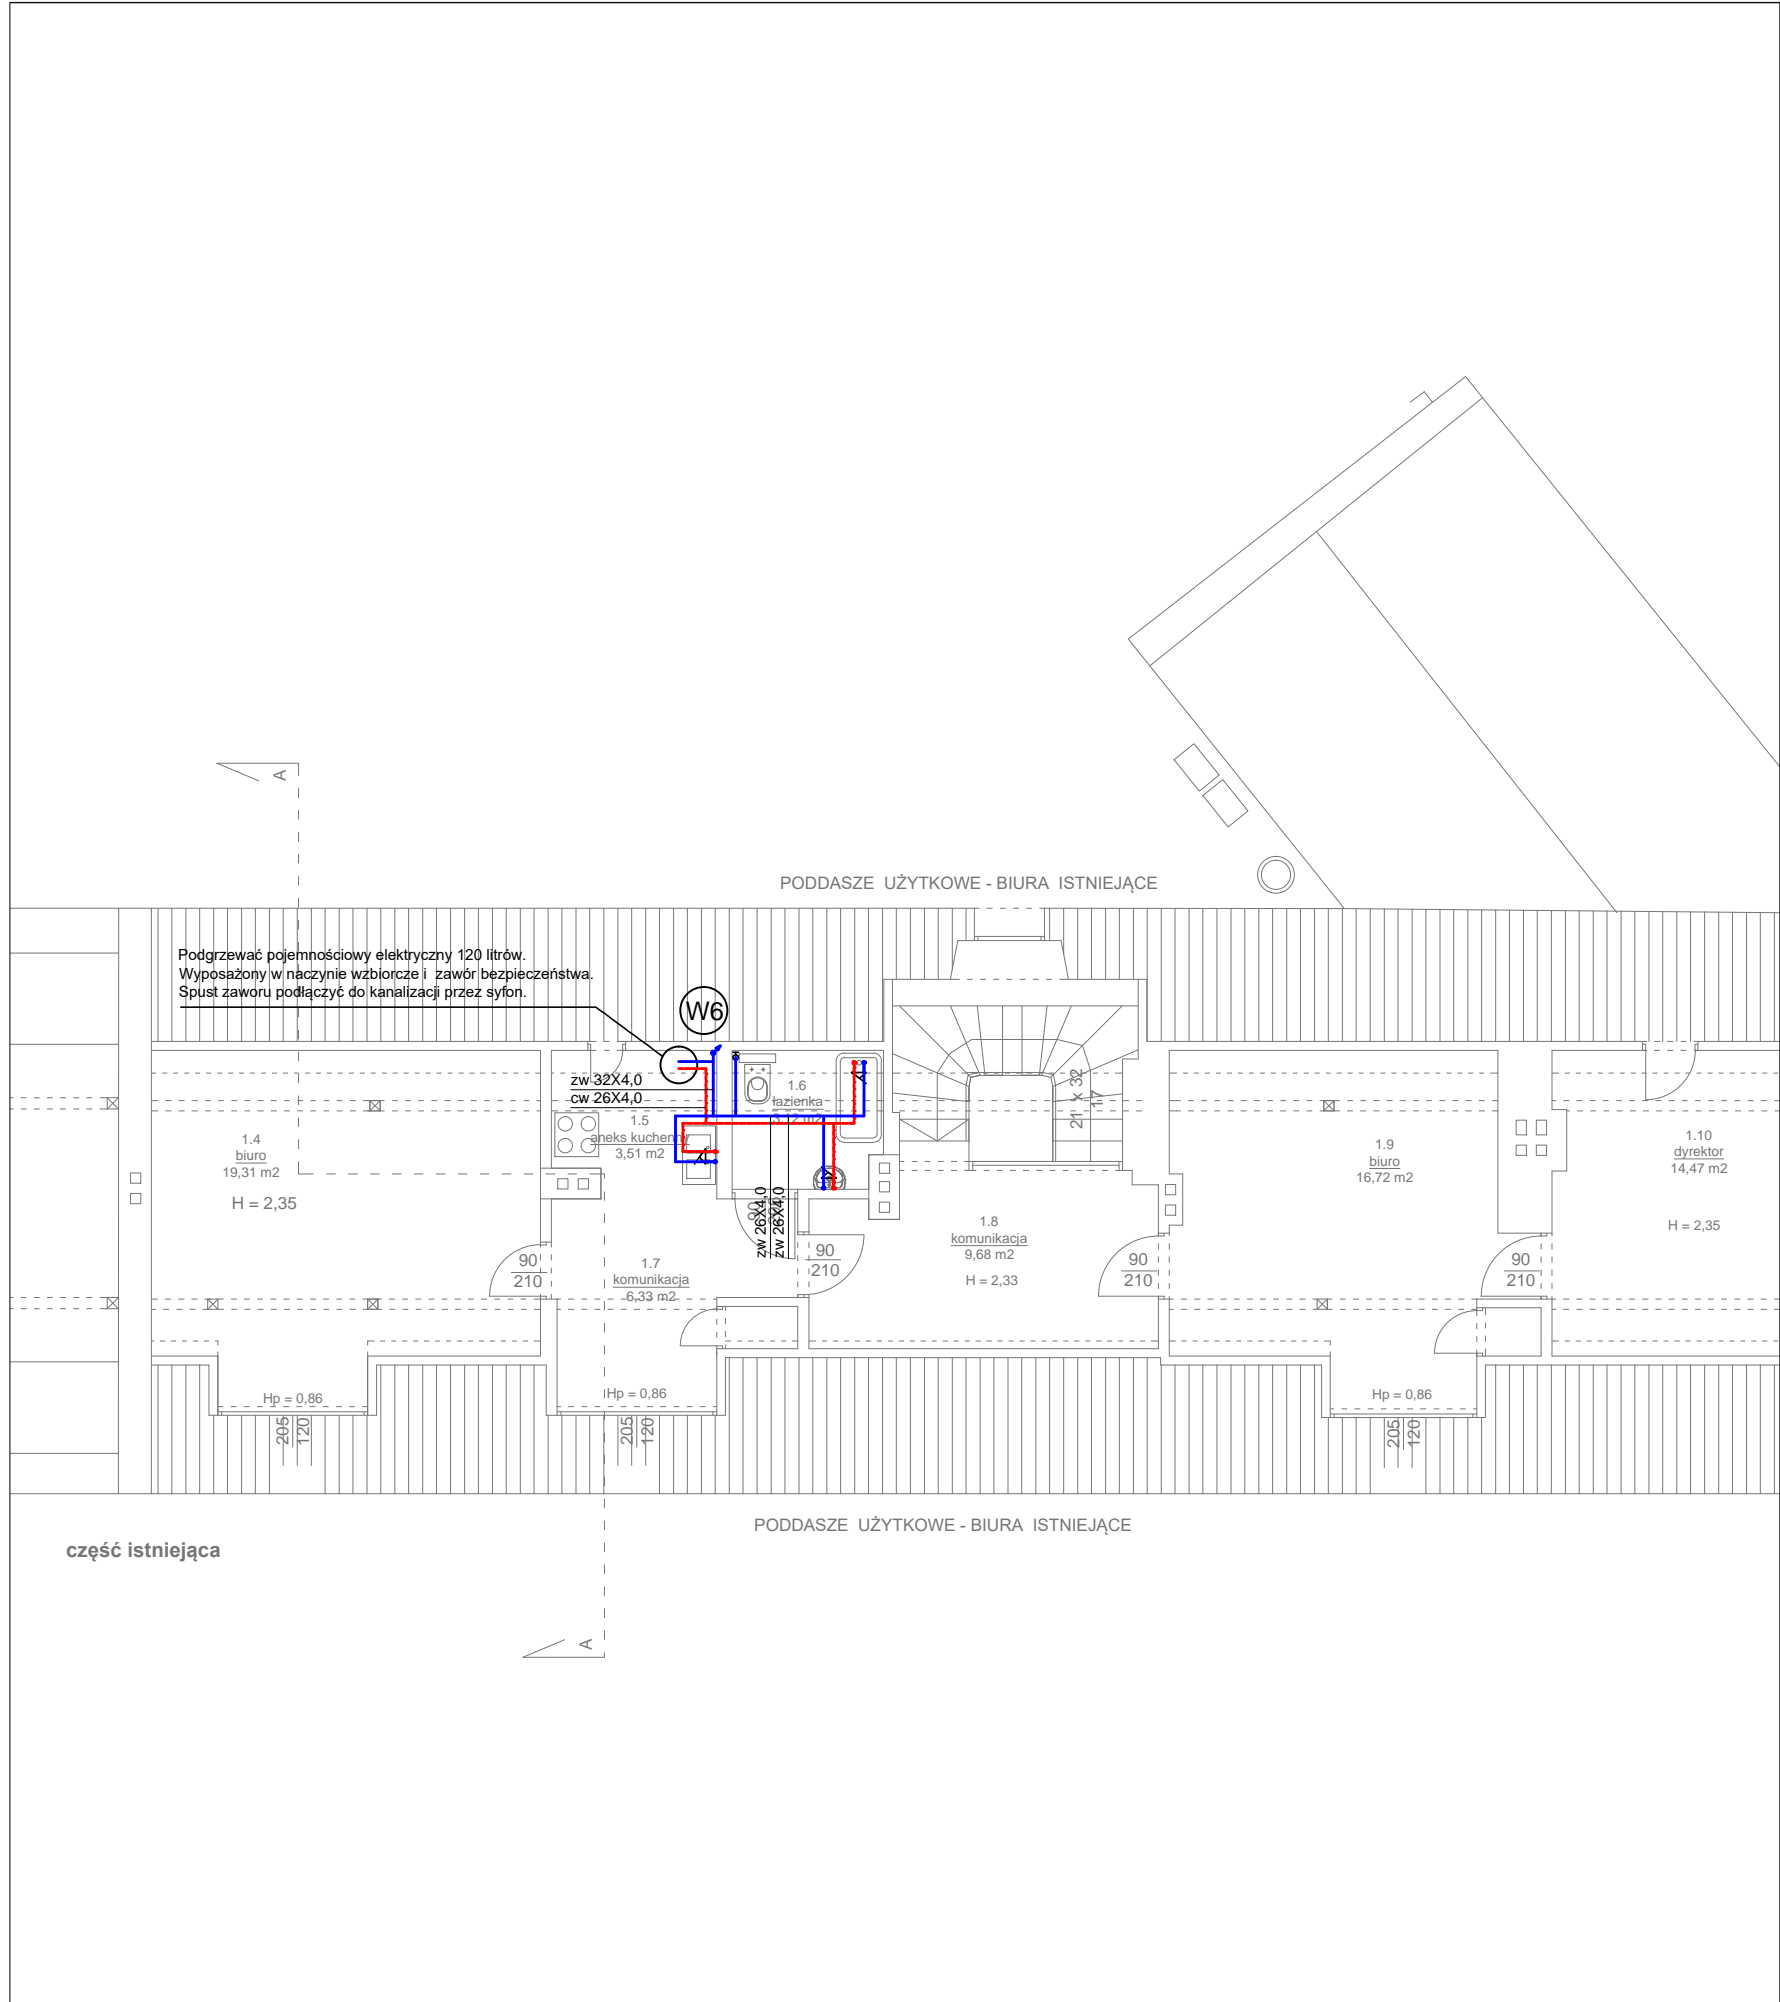 A
PODDASZE UŻYTKOWE - BIURA ISTNIEJĄCE
Podgrzewać pojemnościowy elektryczny 120 litrów.
Wyposażony w naczynie wzbiorcze i zawór bezpieczeństwa.
Spust zaworu podłączyć do kanalizacji przez syfon.
W6
zw 32X4,0
cw 26X4,0
1.4
biuro
19,31 m2
H = 2,35
1.5
aneks kuchenny
3,51 m2
1.6
łazienka
zw 26X4,0
zw 26X4,0
90
21 x 32
17
1.7
komunikacja
6,33 m2
1.8
komunikacja
9,68 m2
H = 2,33
1.9
biuro
16,72 m2
1.10
dyrektor
14,47 m2
H = 2,35
90
210
90
210
90
210
90
210
Hp = 0,86
205
120
Hp = 0,86
205
120
Hp = 0,86
205
120
PODDASZE UŻYTKOWE - BIURA ISTNIEJĄCE
część istniejąca
A